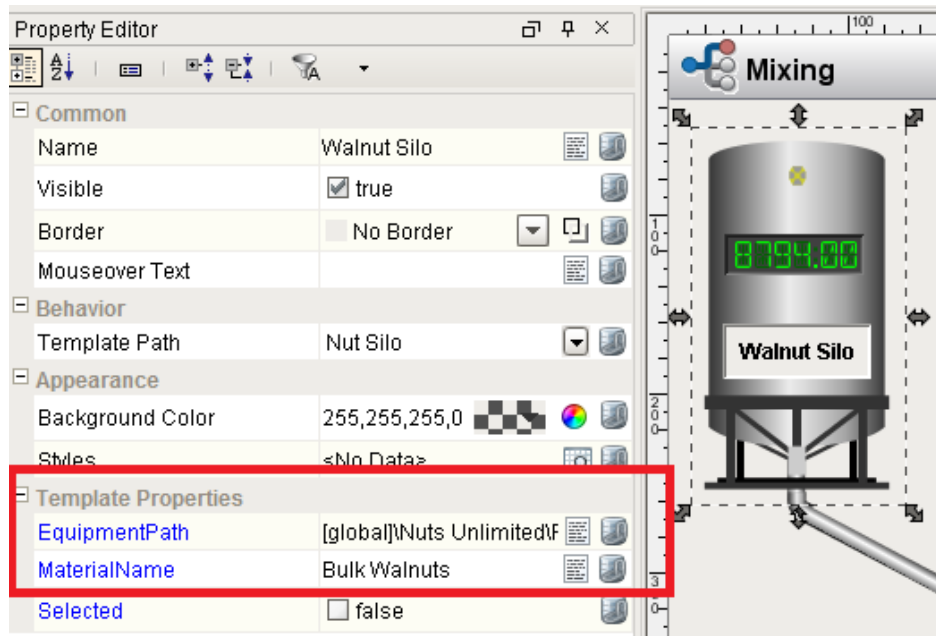 Property Editor
Common
Name Walnut Silo
Visible true
Border No Border
Mouseover Text
Behavior
Template Path Nut Silo
Appearance
Background Color 255,255,255,0
Styles <No Data>
Template Properties
EquipmentPath [global]\Nuts Unlimited\F
MaterialName Bulk Walnuts
Selected false
100
Mixing
100
8794.00
Walnut Silo
200